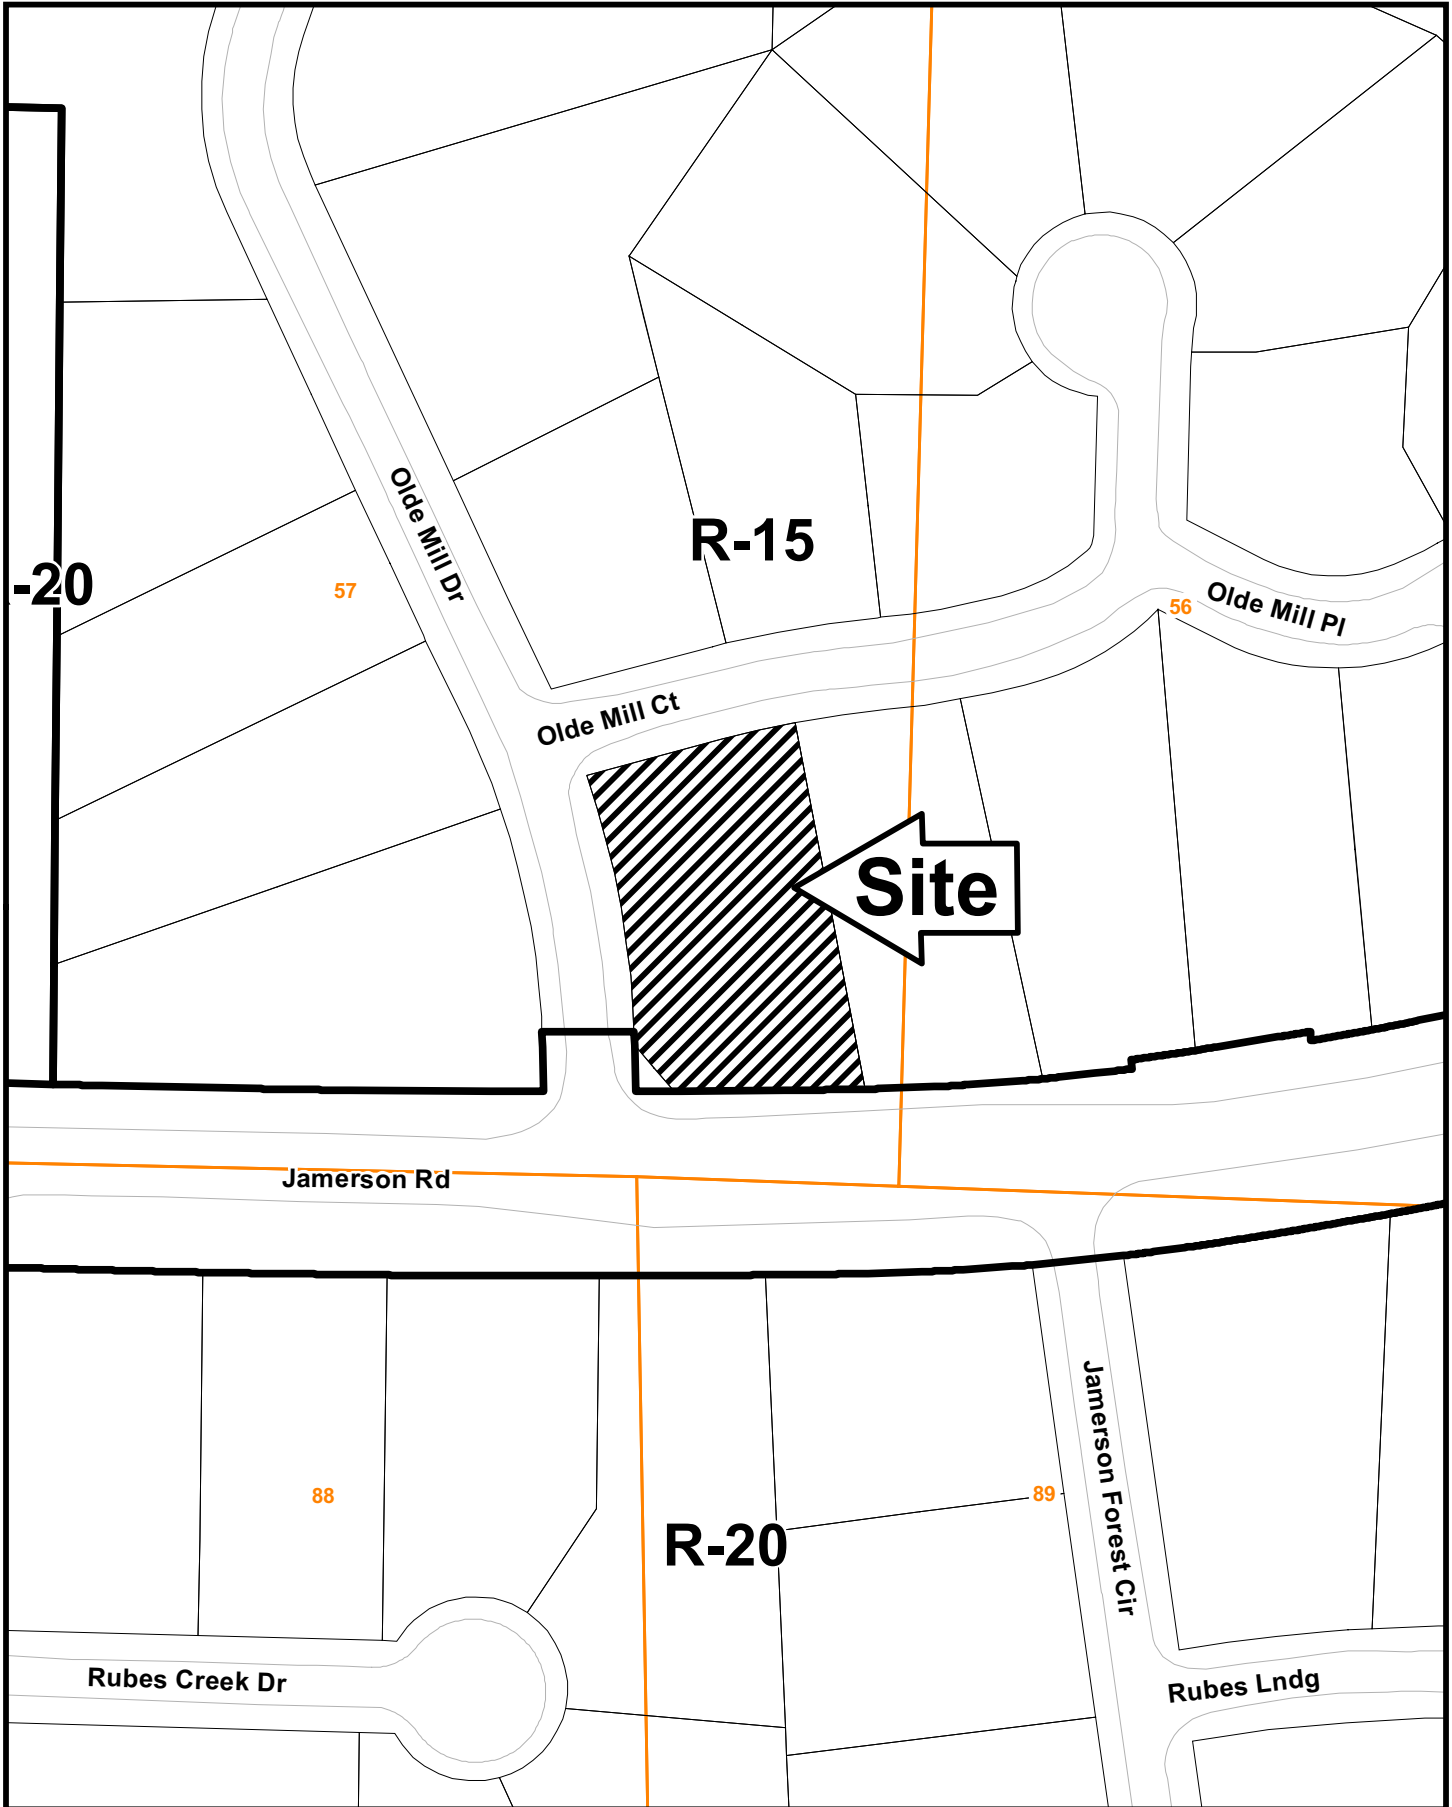 Olde Mill Dr
R-15
-20
57
Olde Mill Pl
56
Olde Mill Ct
Site
Jamerson Rd
Jamerson Forest Cir
88
89
R-20
Rubes Creek Dr
Rubes Lndg